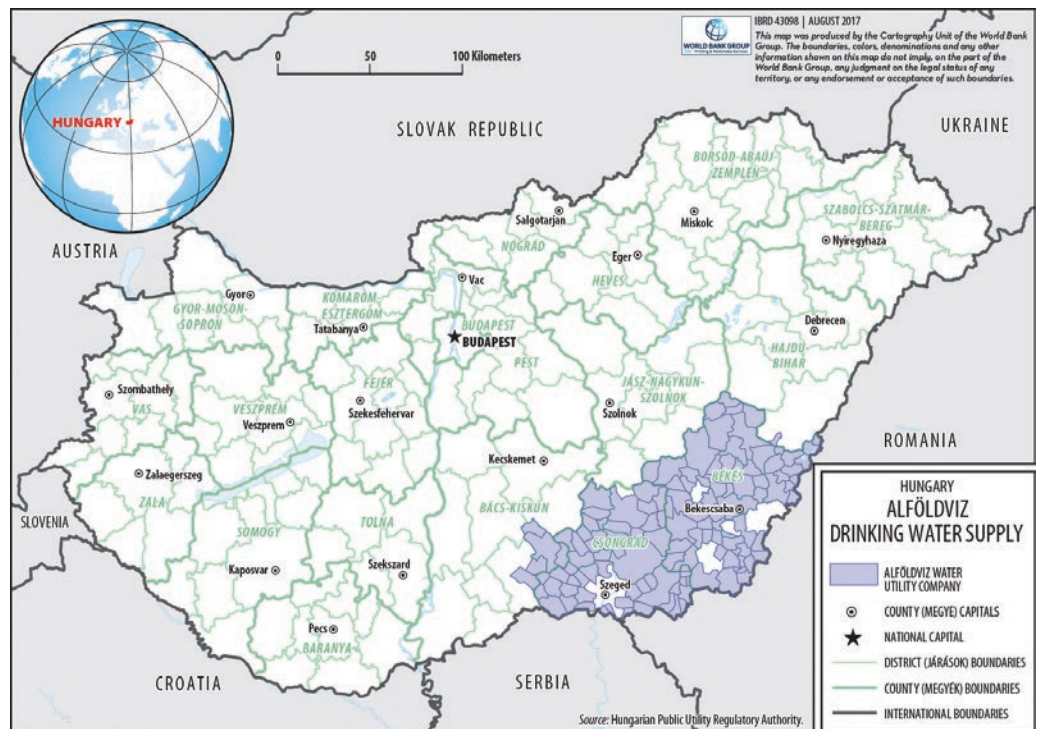 IBRD 43098 | AUGUST 2017
This map was produced by the Cartography Unit of the World Bank
Group. The boundaries, colors, denominations and any other
information shown on this map do not imply, on the part of the
World Bank Group, any judgment on the legal status of any
territory, or any endorsement or acceptance of such boundaries.
WORLD BANK GROUP
0
50
100 Kilometers
HUNGARY
SLOVAK REPUBLIC
UKRAINE
AUSTRIA
BORSOD-ABAÚJ
ZEMPLÉN
Salgotarjan
Miskolc
SZABOLCS-SZATMÁR-
BEREG
Nyiregyhaza
NOGRÁD
Eger
HEVES
Vac
Gyor
GYOR-MOSON-
SOPRON
KOMARÓM
ESZTERGÓM
Tatabanya
BUDAPEST
BUDAPEST
PEST
Debrecen
HAJDU-
BIHAR
JÁSZ-NAGYKÚN-
SZOLNOK
Szolnok
Szombathely
VAS
VESZPRÉM
Veszprem
FEJÉR
Szekesfehervar
ROMANIA
Kecskemet
BÉKÉS
Bekescsaba
Zalaegerszeg
ZALA
SLOVENIA
SOMOGY
TOLNA
BÁCS-KISKÚN
CSONGRÁD
Szeged
Kaposvar
Szekszard
Pecs
BARANYA
CROATIA
SERBIA
Source: Hungarian Public Utility Regulatory Authority.
HUNGARY
ALFÖLDVIZ
DRINKING WATER SUPPLY
ALFÖLDVIZ WATER
UTILITY COMPANY
COUNTY (MEGYE) CAPITALS
NATIONAL CAPITAL
DISTRICT (JÁRÁSOK) BOUNDARIES
COUNTY (MEGYÉK) BOUNDARIES
INTERNATIONAL BOUNDARIES